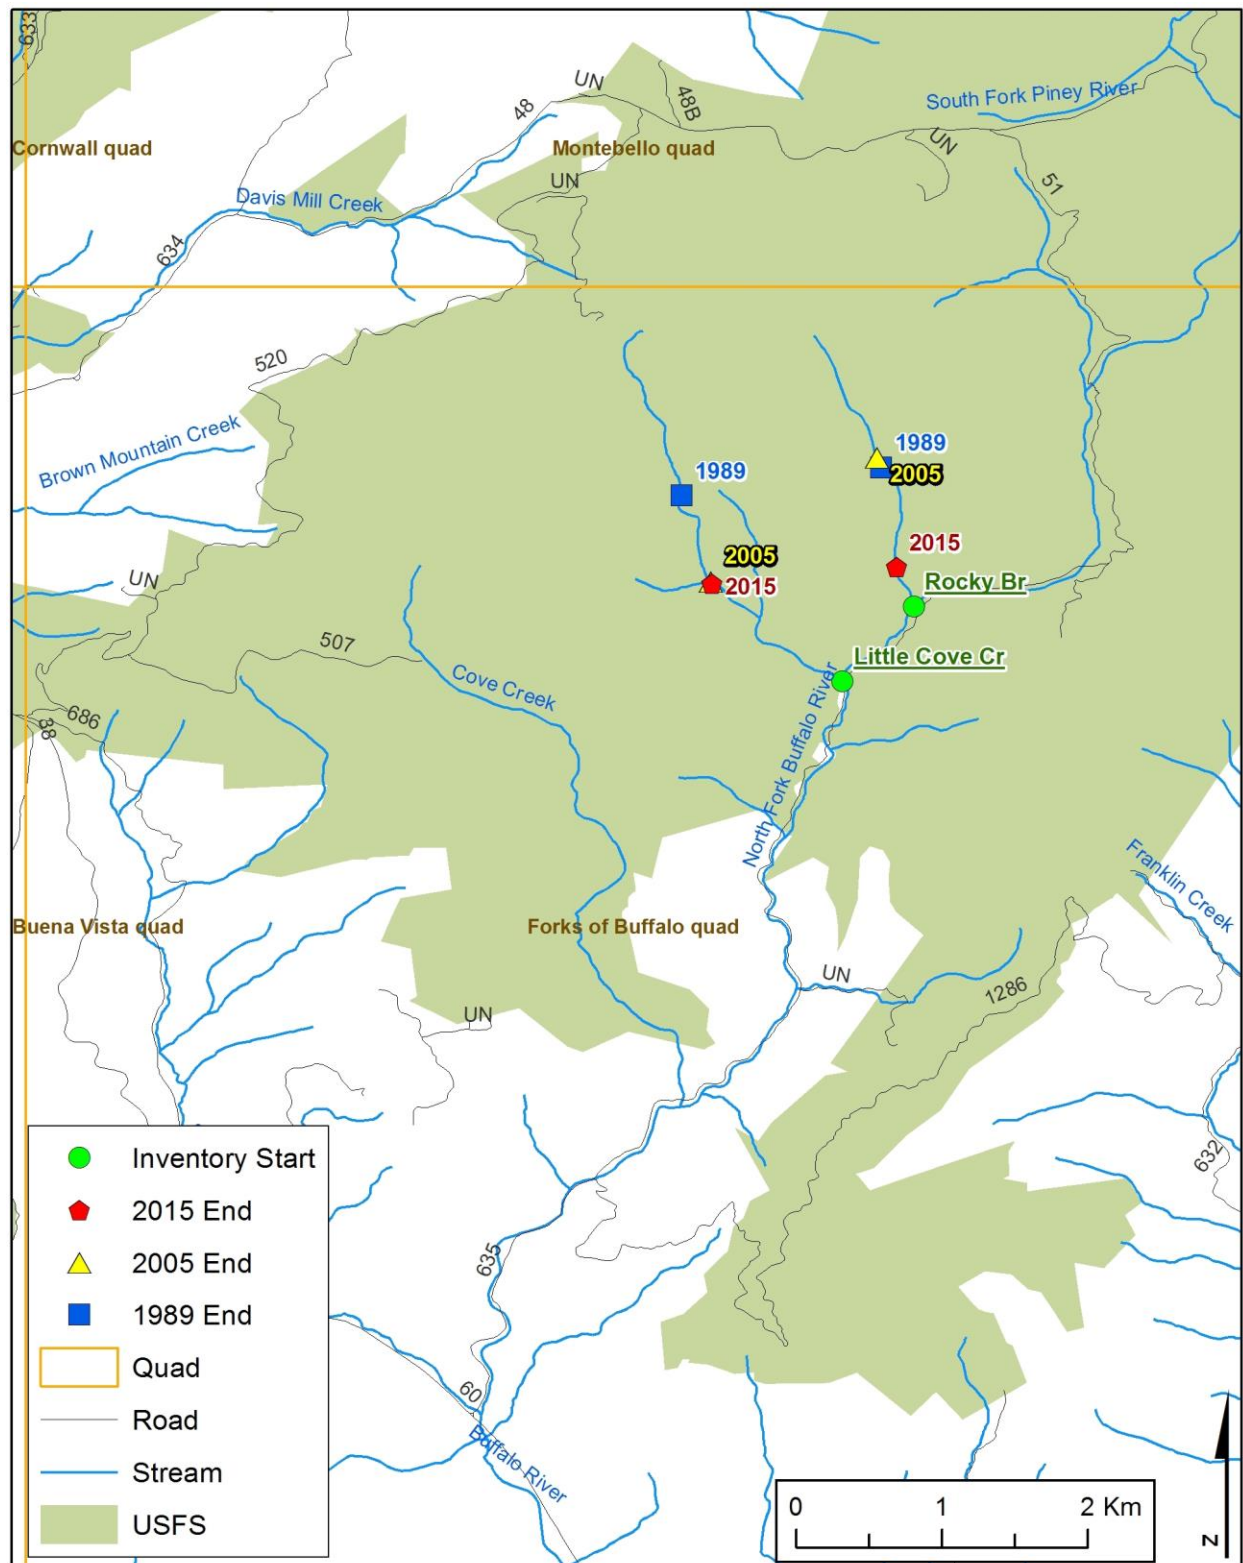 633
UN
48
48B
South Fork Piney River
Cornwall quad
Montebello quad
UN
UN
51
Davis Mill Creek
634
520
Brown Mountain Creek
1989
1989
2005
2005
2015
2015
Rocky Br
UN
507
Little Cove Cr
Cove Creek
686
38
North Fork Buffalo River
Franklin Creek
Buena Vista quad
Forks of Buffalo quad
UN
1286
UN
632
635
60
Buffalo River
Inventory Start
2015 End
2005 End
1989 End
Quad
Road
Stream
USFS
0 1 2 Km
N